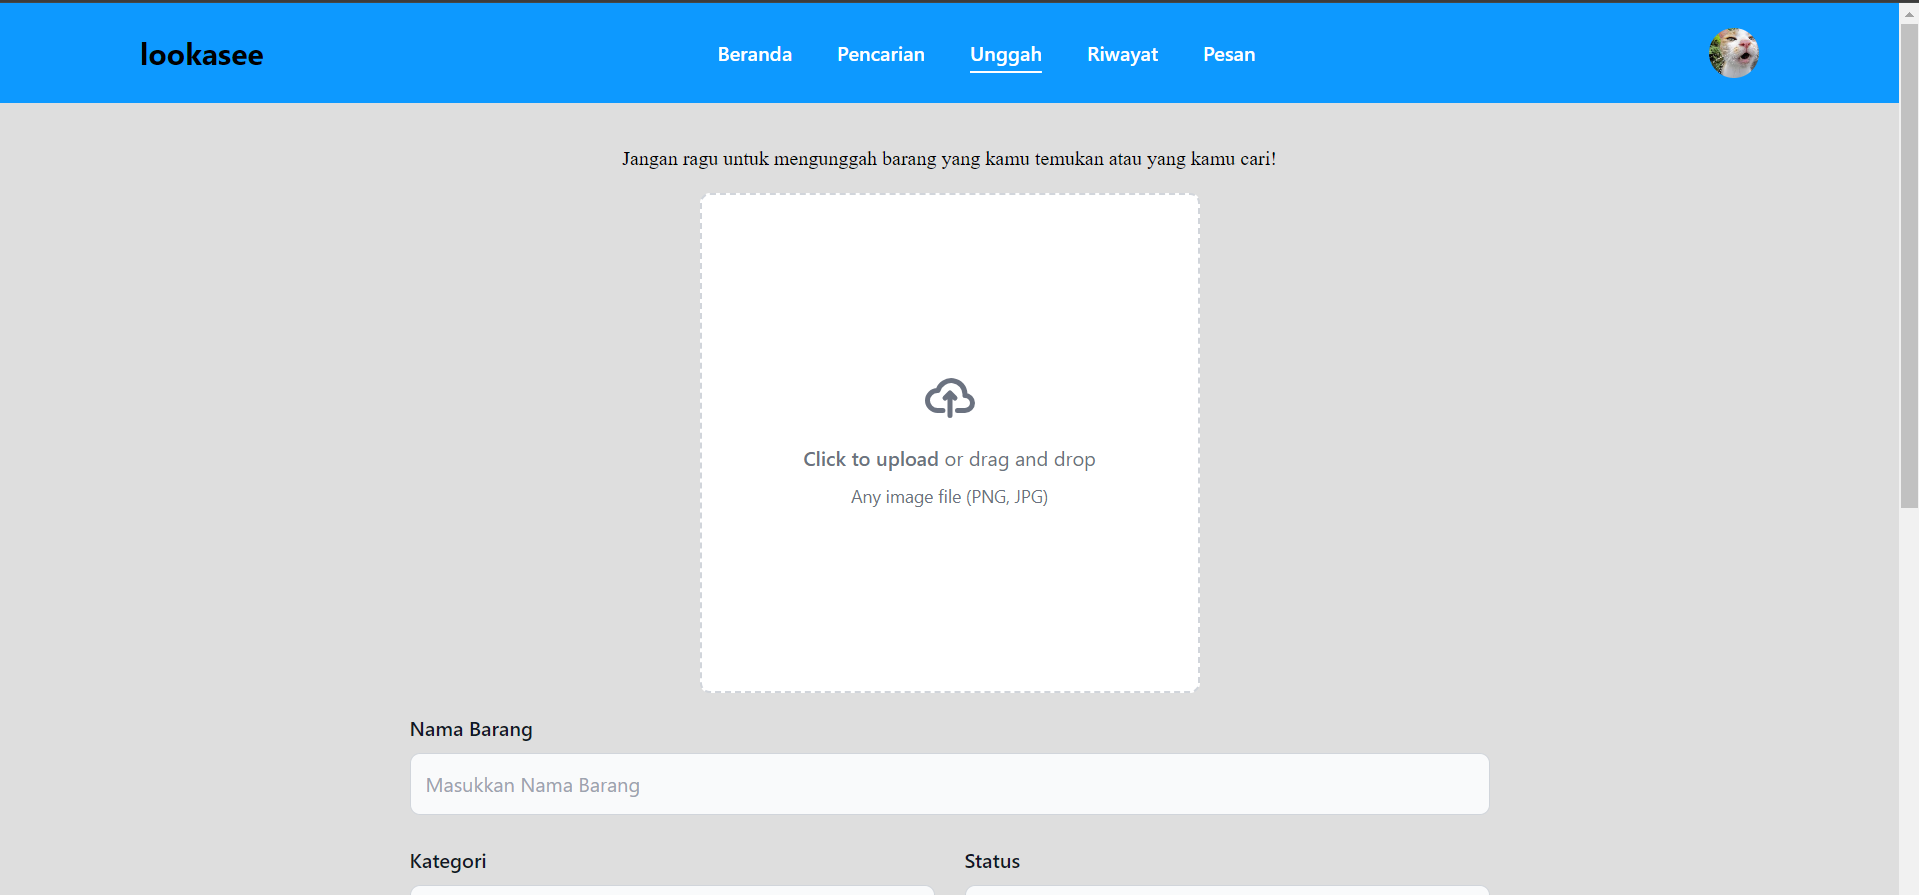 lookasee
Beranda Pencarian Unggah Riwayat Pesan
Jangan ragu untuk mengunggah barang yang kamu temukan atau yang kamu cari!
Click to upload or drag and drop
Any image file (PNG, JPG)
Nama Barang
Masukkan Nama Barang
Kategori Status